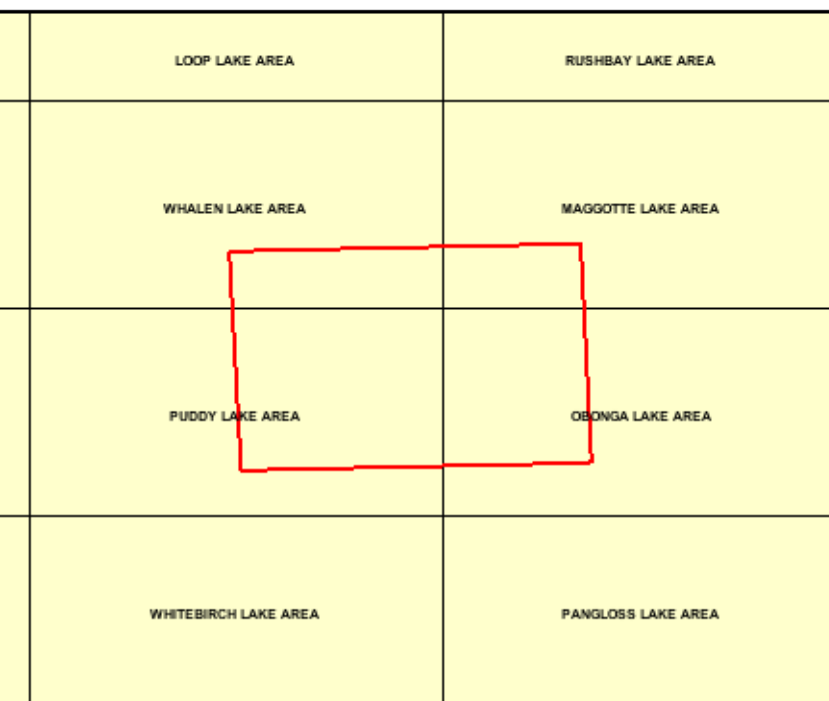 LOOP LAKE AREA
RUSHBAY LAKE AREA
WHALEN LAKE AREA
MAGGOTTE LAKE AREA
PUDDY LAKE AREA
OBONGA LAKE AREA
WHITEBIRCH LAKE AREA
PANGLOSS LAKE AREA